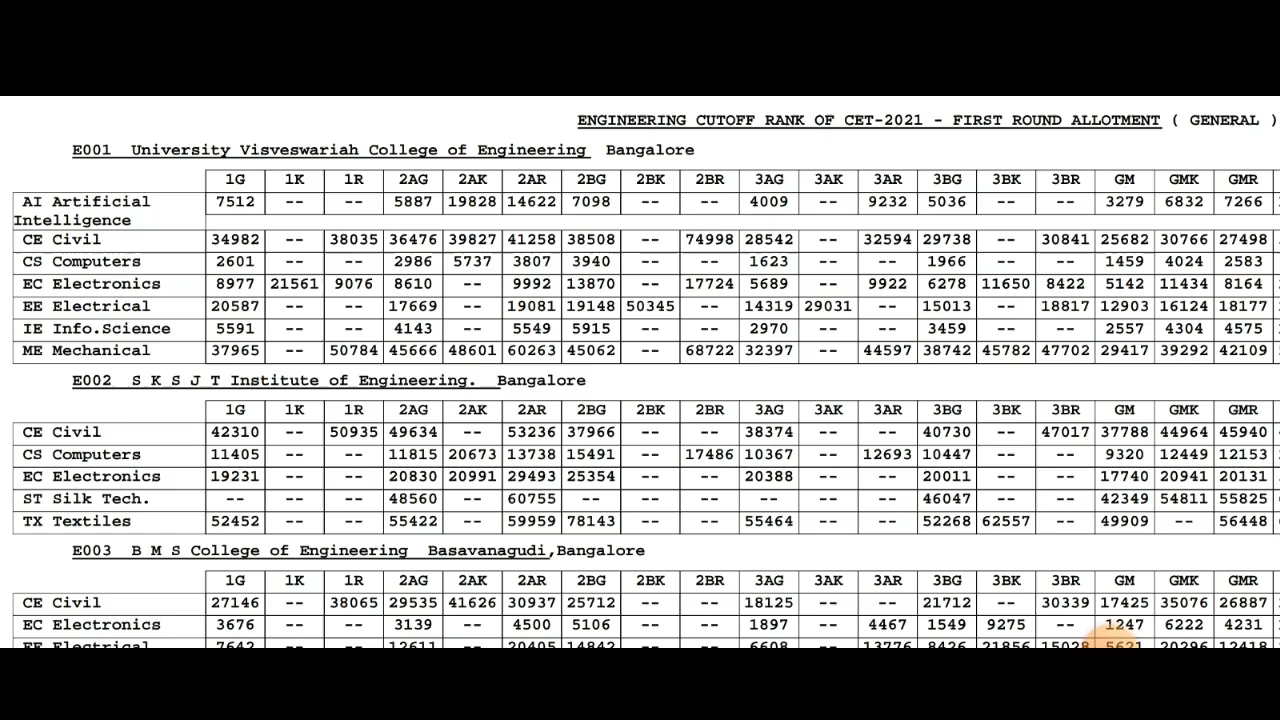 ENGINEERING CUTOFF RANK OF CET-2021 - FIRST ROUND ALLOTMENT ( GENERAL )
E001 University Visveswariah College of Engineering Bangalore
1G 1K 1R 2AG 2AK 2AR 2BG 2BK 2BR 3AG 3AK 3AR 3BG 3BK 3BR GM GMK GMR
AI Artificial 7512 -- -- 5887 19828 14622 7098 -- -- 4009 -- 9232 5036 -- -- 3279 6832 7266
Intelligence
CE Civil 34982 -- 38035 36476 39827 41258 38508 -- 74998 28542 -- 32594 29738 -- 30841 25682 30766 27498
CS Computers 2601 -- -- 2986 5737 3807 3940 -- -- 1623 -- -- 1966 -- -- 1459 4024 2583
EC Electronics 8977 21561 9076 8610 -- 9992 13870 -- 17724 5689 -- 9922 6278 11650 8422 5142 11434 8164
EE Electrical 20587 -- -- 17669 -- 19081 19148 50345 -- 14319 29031 -- 15013 -- 18817 12903 16124 18177
IE Info.Science 5591 -- -- 4143 -- 5549 5915 -- -- 2970 -- -- 3459 -- -- 2557 4304 4575
ME Mechanical 37965 -- 50784 45666 48601 60263 45062 -- 68722 32397 -- 44597 38742 45782 47702 29417 39292 42109
E002 S K S J T Institute of Engineering. Bangalore
1G 1K 1R 2AG 2AK 2AR 2BG 2BK 2BR 3AG 3AK 3AR 3BG 3BK 3BR GM GMK GMR
CE Civil 42310 -- 50935 49634 -- 53236 37966 -- -- 38374 -- -- 40730 -- 47017 37788 44964 45940
CS Computers 11405 -- -- 11815 20673 13738 15491 -- 17486 10367 -- 12693 10447 -- -- 9320 12449 12153
EC Electronics 19231 -- -- 20830 20991 29493 25354 -- -- 20388 -- -- 20011 -- -- 17740 20941 20131
ST Silk Tech. -- -- -- 48560 -- 60755 -- -- -- -- -- -- 46047 -- -- 42349 54811 55825
TX Textiles 52452 -- -- 55422 -- 59959 78143 -- -- 55464 -- -- 52268 62557 -- 49909 -- 56448
E003 B M S College of Engineering Basavanagudi,Bangalore
1G 1K 1R 2AG 2AK 2AR 2BG 2BK 2BR 3AG 3AK 3AR 3BG 3BK 3BR GM GMK GMR
CE Civil 27146 -- 38065 29535 41626 30937 25712 -- -- 18125 -- -- 21712 -- 30339 17425 35076 26887
EC Electronics 3676 -- -- 3139 -- 4500 5106 -- -- 1897 -- 4467 1549 9275 -- 1247 6222 4231
EE Electrical 7642 -- -- 12611 -- 20405 14842 -- -- 6608 -- 13776 8426 21856 15028 5621 20296 12418